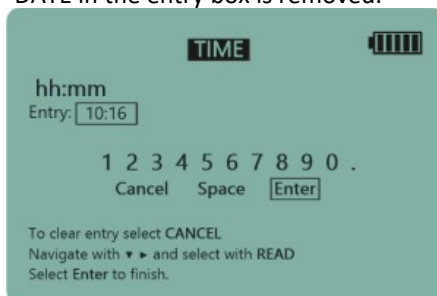 DATE in the entry box is removed.
TIME
hh:mm
Entry: 10:16
1 2 3 4 5 6 7 8 9 0 .
Cancel Space Enter
To clear entry select CANCEL
Navigate with ▾ ▸ and select with READ
Select Enter to finish.